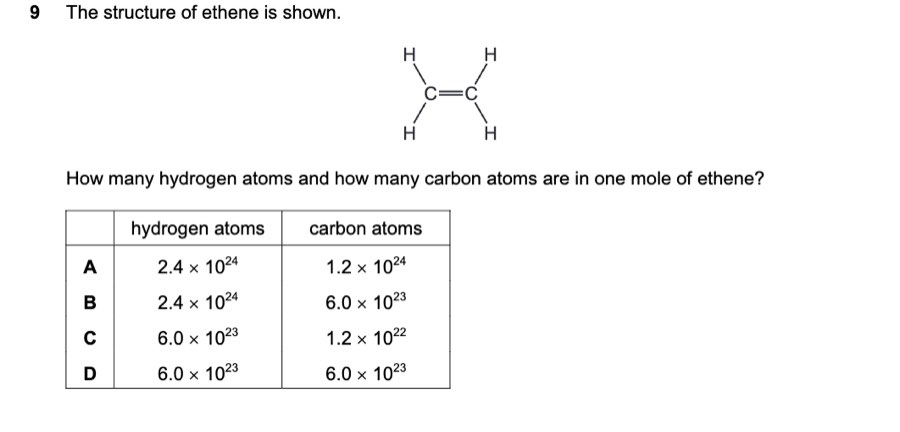 9 The structure of ethene is shown.
H H
C=C
H H
How many hydrogen atoms and how many carbon atoms are in one mole of ethene?
hydrogen atoms carbon atoms
A 2.4 × 10²⁴ 1.2 × 10²⁴
B 2.4 × 10²⁴ 6.0 × 10²³
C 6.0 × 10²³ 1.2 × 10²²
D 6.0 × 10²³ 6.0 × 10²³